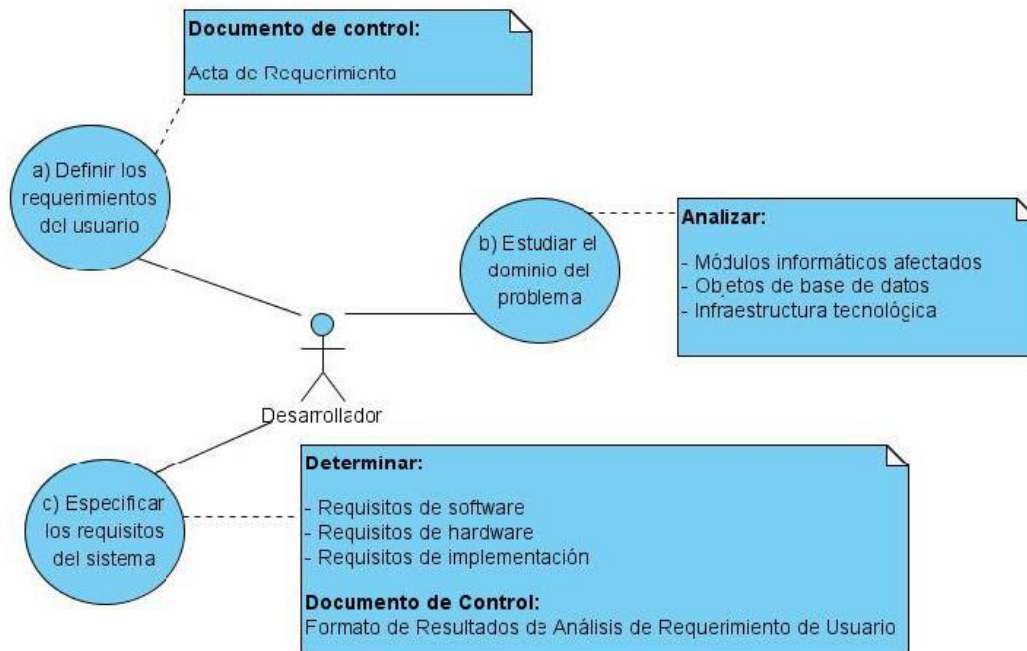 Documento de control:
Acta de Requerimiento
a) Definir los
requerimientos
del usuario
b) Estudiar el
dominio del
problema
Analizar:
- Módulos informáticos afectados
- Objetos de base de datos
- Infraestructura tecnológica
Desarrollador
c) Especificar
los requisitos
del sistema
Determinar:
- Requisitos de software
- Requisitos de hardware
- Requisitos de implementación
Documento de Control:
Formato de Resultados de Análisis de Requerimiento de Usuario